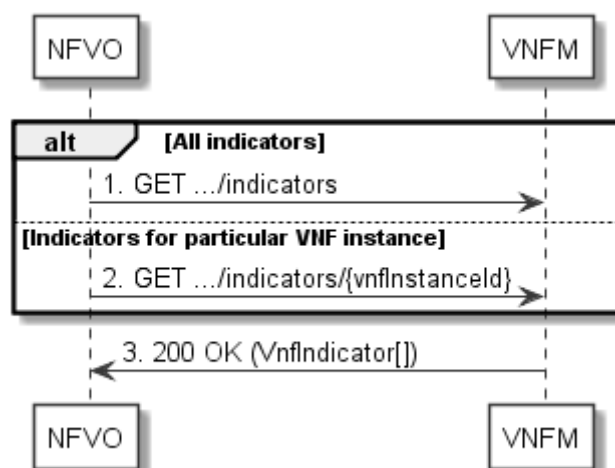 NFVO VNFM
alt [All indicators]
1. GET .../indicators
[Indicators for particular VNF instance]
2. GET .../indicators/{vnfInstanceId}
3. 200 OK (VnfIndicator[])
NFVO VNFM